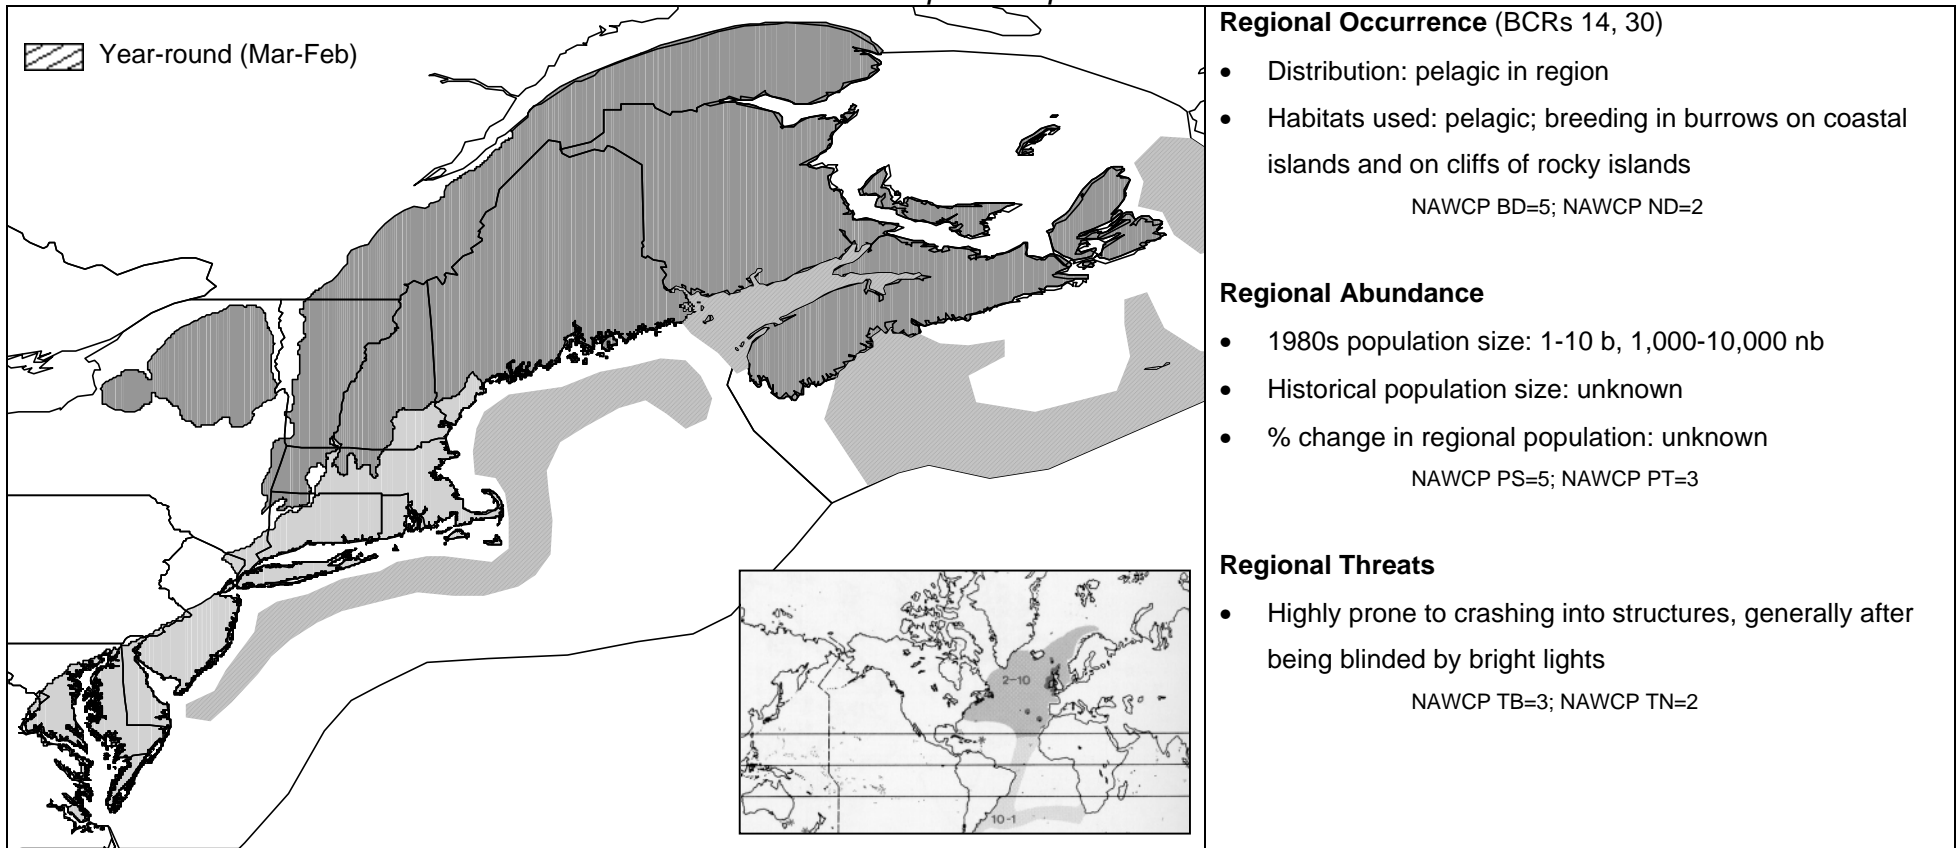 Year-round (Mar-Feb)
2-10
10-1
Regional Occurrence (BCRs 14, 30)
• Distribution: pelagic in region
• Habitats used: pelagic; breeding in burrows on coastal
islands and on cliffs of rocky islands
NAWCP BD=5; NAWCP ND=2
Regional Abundance
• 1980s population size: 1-10 b, 1,000-10,000 nb
• Historical population size: unknown
• % change in regional population: unknown
NAWCP PS=5; NAWCP PT=3
Regional Threats
• Highly prone to crashing into structures, generally after
being blinded by bright lights
NAWCP TB=3; NAWCP TN=2